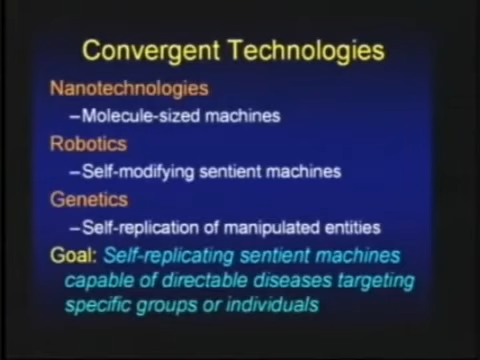 Convergent Technologies
Nanotechnologies
–Molecule-sized machines
Robotics
–Self-modifying sentient machines
Genetics
–Self-replication of manipulated entities
Goal: Self-replicating sentient machines
capable of directable diseases targeting
specific groups or individuals